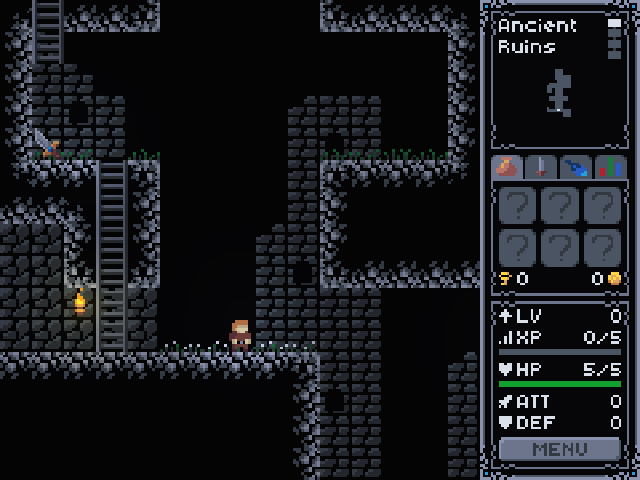 Ancient
Ruins
? ? ?
? ? ?
0 0
LV 0
XP 0/5
HP 5/5
ATT 0
DEF 0
MENU